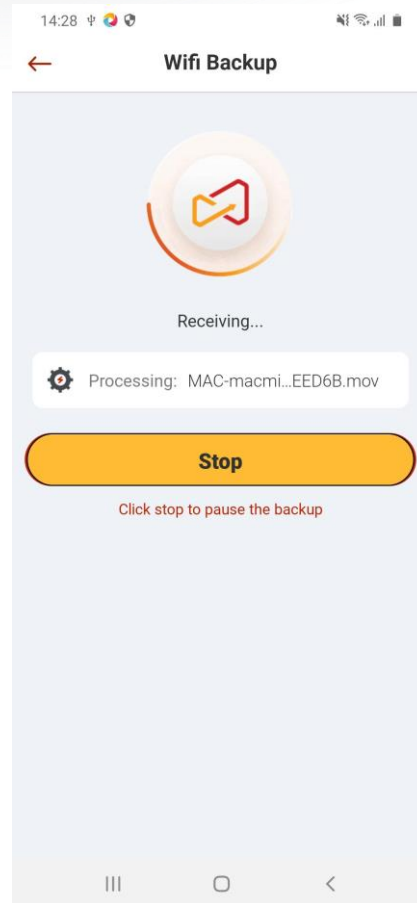 14:28
Wifi Backup
Receiving...
Processing: MAC-macmi...EED6B.mov
Stop
Click stop to pause the backup